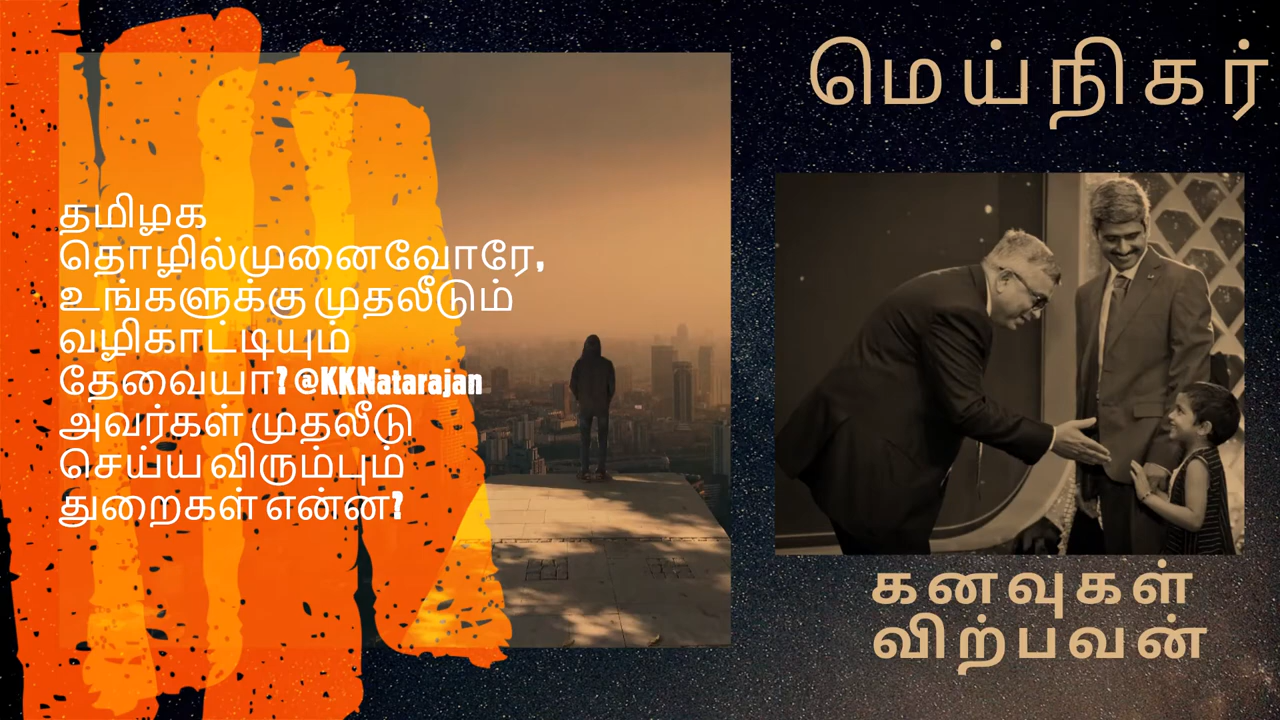 தமிழக
தொழில்முனைவோரே,
உங்களுக்கு முதலீடும்
வழிகாட்டியும்
தேவையா? @KKNatarajan
அவர்கள் முதலீடு
செய்ய விரும்பும்
துறைகள் என்ன?
மெய்நிகர்
கனவுகள்
விற்பவன்